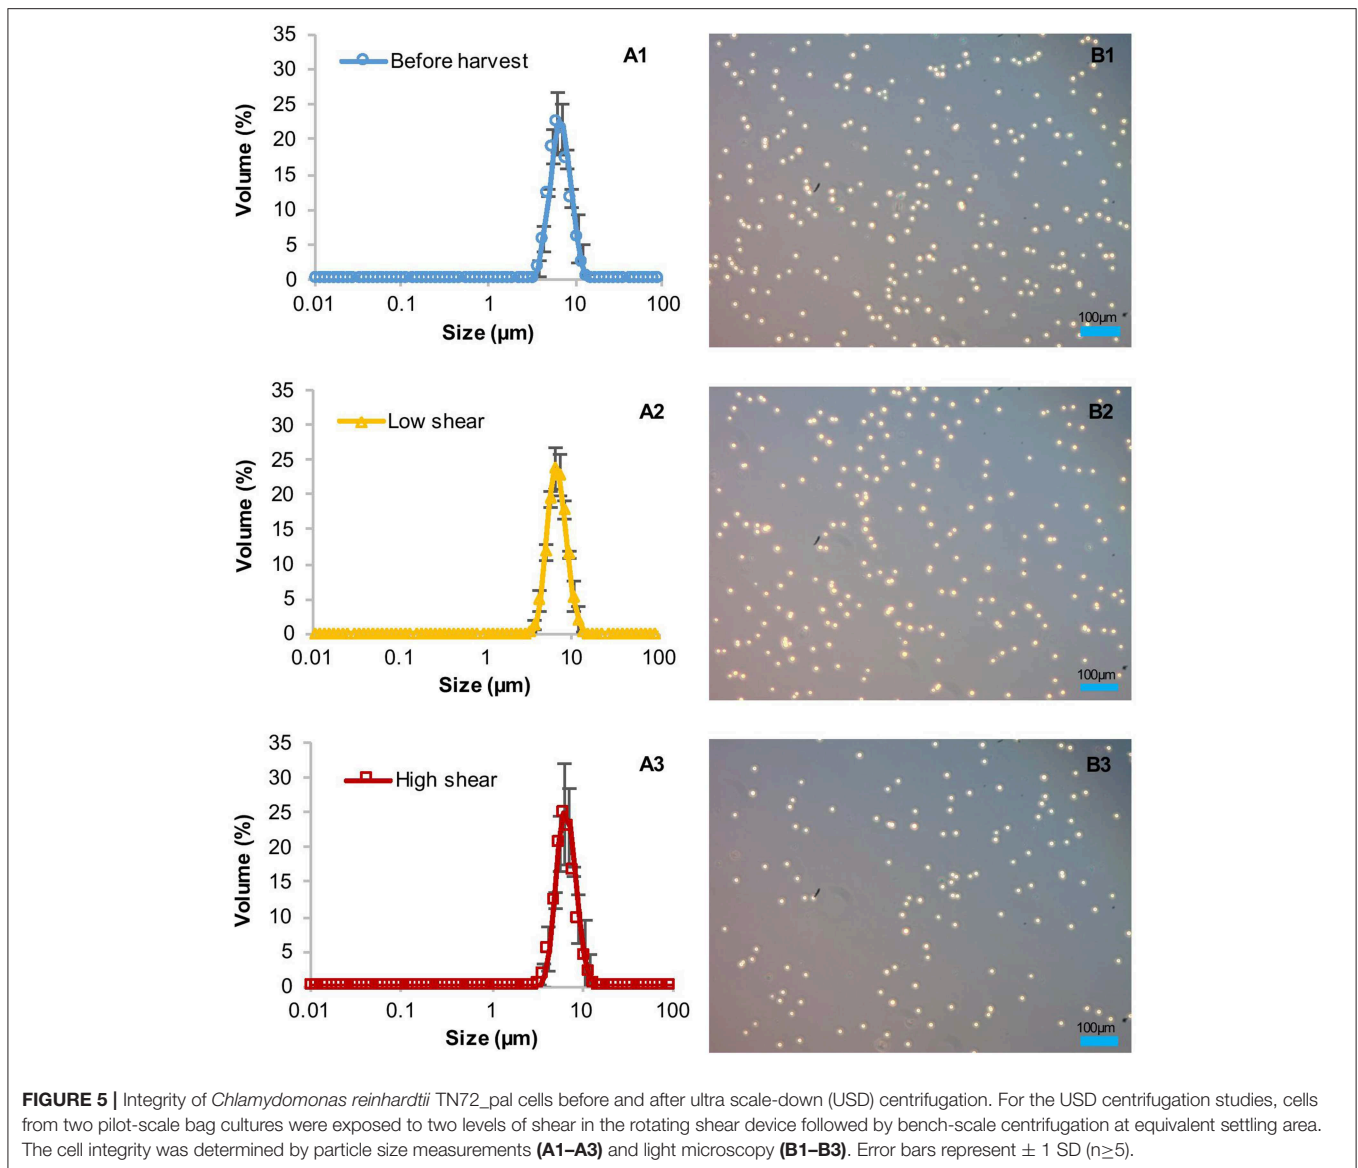 35
30
25
20
15
10
5
0
Volume (%)
Before harvest
A1
0.01 0.1 1 10 100
Size (µm)
B1
100µm
35
30
25
20
15
10
5
0
Volume (%)
Low shear
A2
0.01 0.1 1 10 100
Size (µm)
B2
100µm
35
30
25
20
15
10
5
0
Volume (%)
High shear
A3
0.01 0.1 1 10 100
Size (µm)
B3
100µm
FIGURE 5 | Integrity of Chlamydomonas reinhardtii TN72_pal cells before and after ultra scale-down (USD) centrifugation. For the USD centrifugation studies, cells
from two pilot-scale bag cultures were exposed to two levels of shear in the rotating shear device followed by bench-scale centrifugation at equivalent settling area.
The cell integrity was determined by particle size measurements (A1–A3) and light microscopy (B1–B3). Error bars represent ± 1 SD (n≥5).